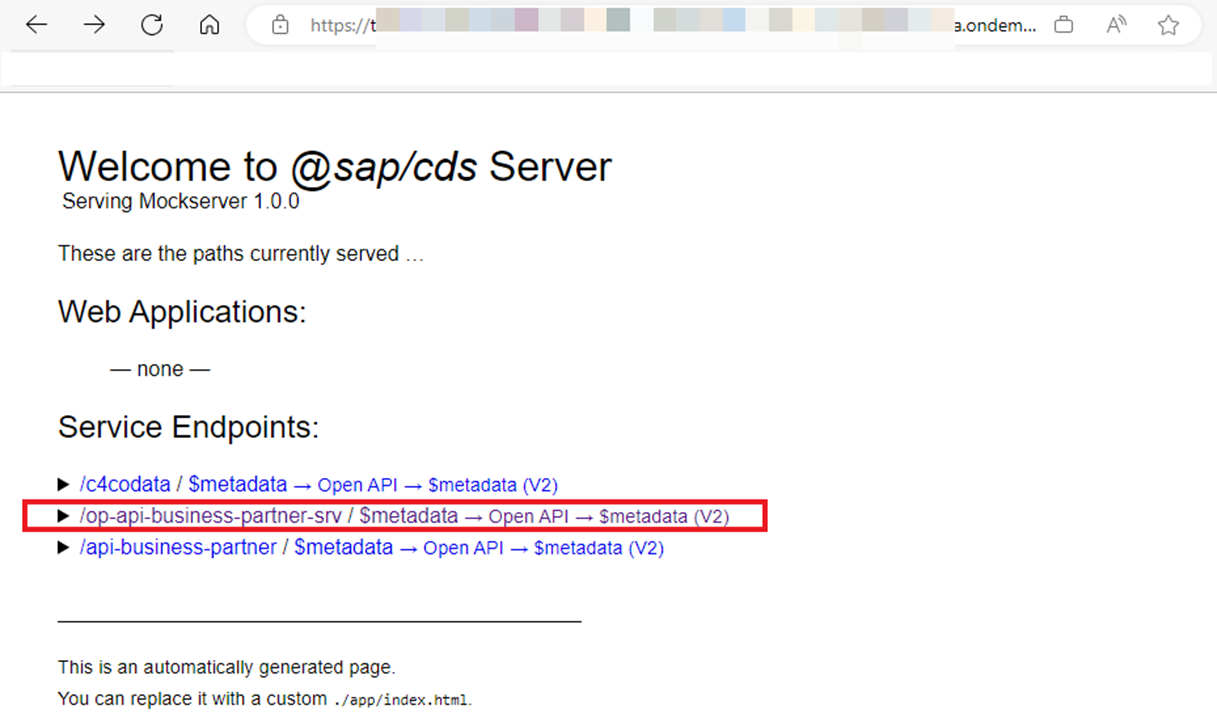 https://t
a.ondem...
Welcome to @sap/cds Server
Serving Mockserver 1.0.0
These are the paths currently served …
Web Applications:
— none —
Service Endpoints:
/c4codata / $metadata → Open API → $metadata (V2)
/op-api-business-partner-srv / $metadata → Open API → $metadata (V2)
/api-business-partner / $metadata → Open API → $metadata (V2)
This is an automatically generated page.
You can replace it with a custom ./app/index.html.